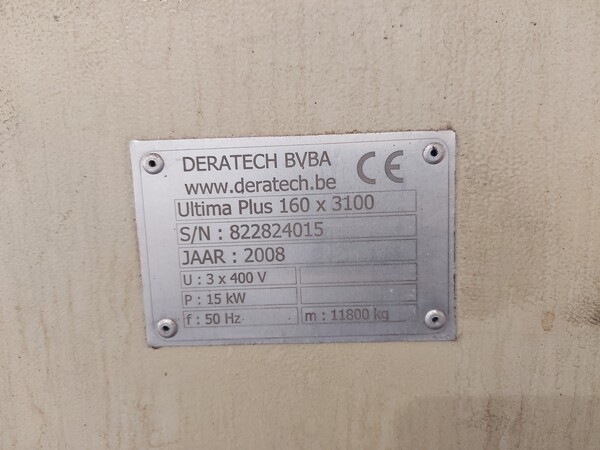 DERATECH BVBA CE
www.deratech.be
Ultima Plus 160 x 3100
S/N : 822824015
JAAR : 2008
U : 3 x 400 V
P : 15 kW
f : 50 Hz m : 11800 kg